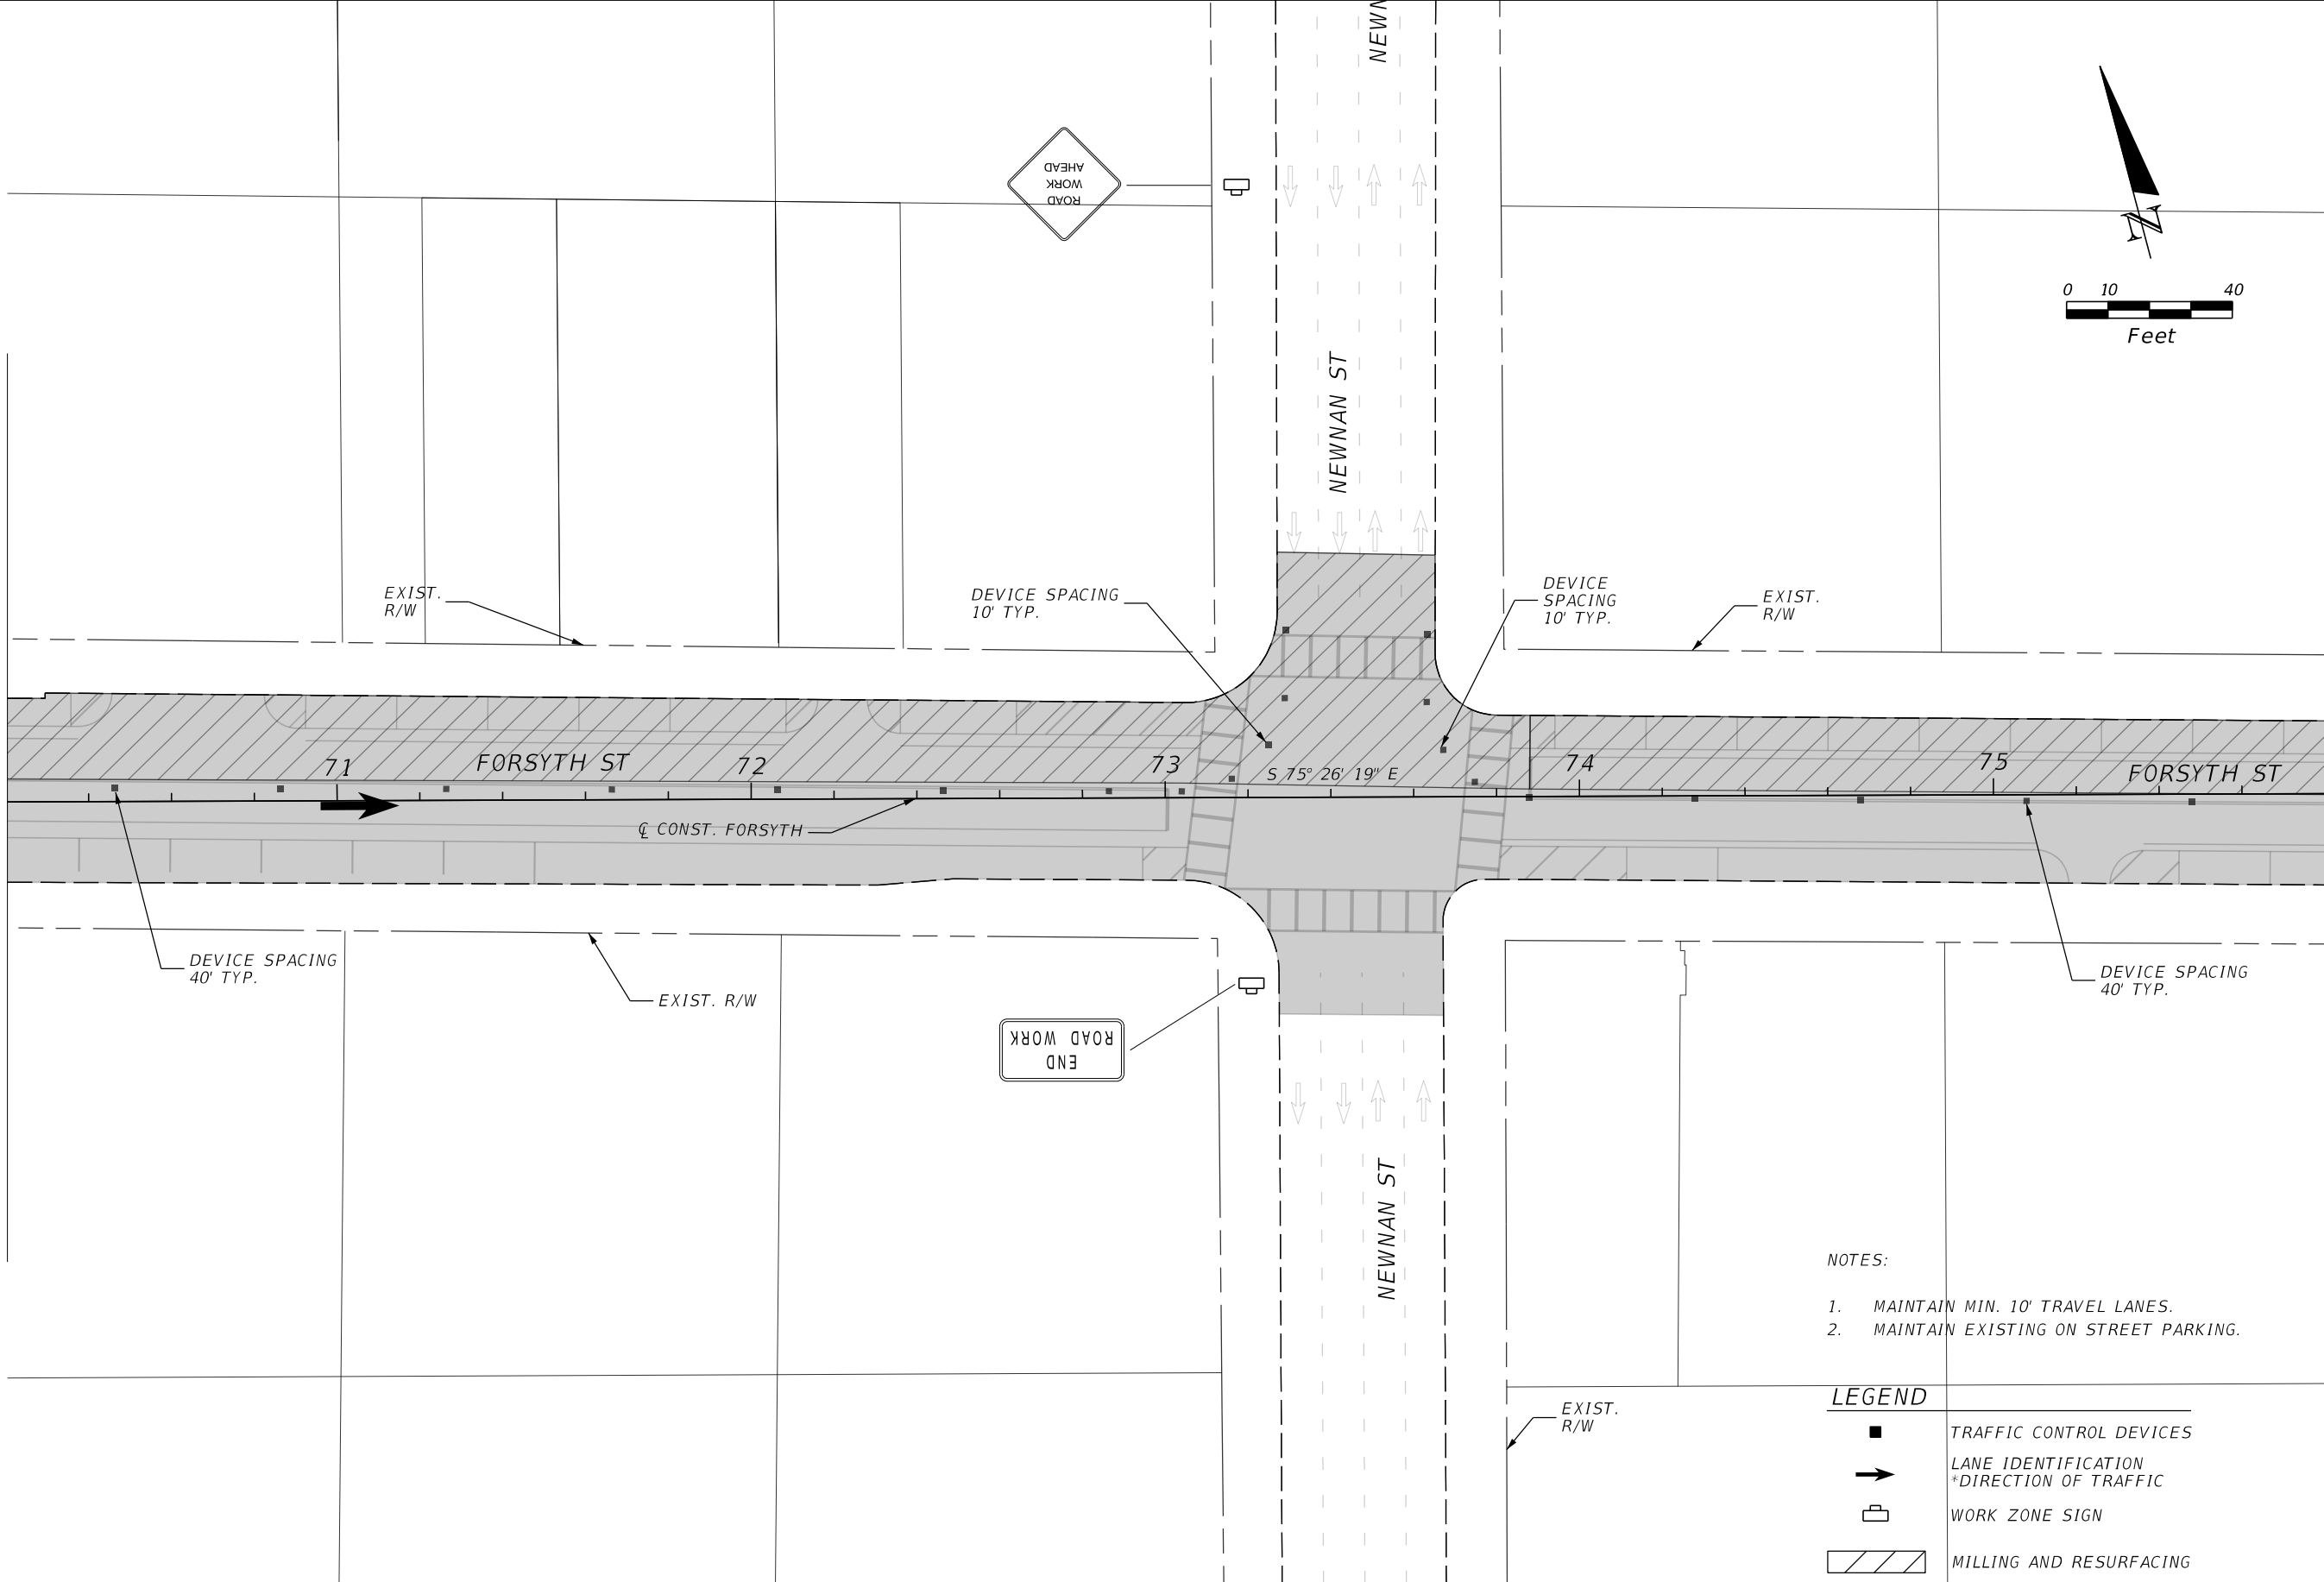 NEWN
ROAD
WORK
AHEAD
N
0 10 40
Feet
NEWNAN ST
EXIST.
R/W
DEVICE SPACING
10' TYP.
DEVICE
SPACING
10' TYP.
EXIST.
R/W
71
FORSYTH ST
72
73
S 75° 26' 19" E
74
75
FORSYTH ST
℄ CONST. FORSYTH
DEVICE SPACING
40' TYP.
EXIST. R/W
DEVICE SPACING
40' TYP.
END
ROAD WORK
NEWNAN ST
NOTES:
1. MAINTAIN MIN. 10' TRAVEL LANES.
2. MAINTAIN EXISTING ON STREET PARKING.
EXIST.
R/W
LEGEND
TRAFFIC CONTROL DEVICES
LANE IDENTIFICATION
*DIRECTION OF TRAFFIC
WORK ZONE SIGN
MILLING AND RESURFACING